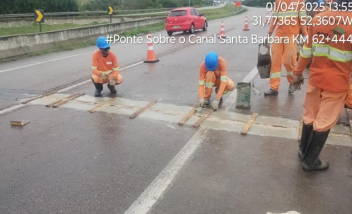 01/04/2025 13:55
31,7736S 52,3607W
#Ponte Sobre o Canal Santa Barbara KM 62+444